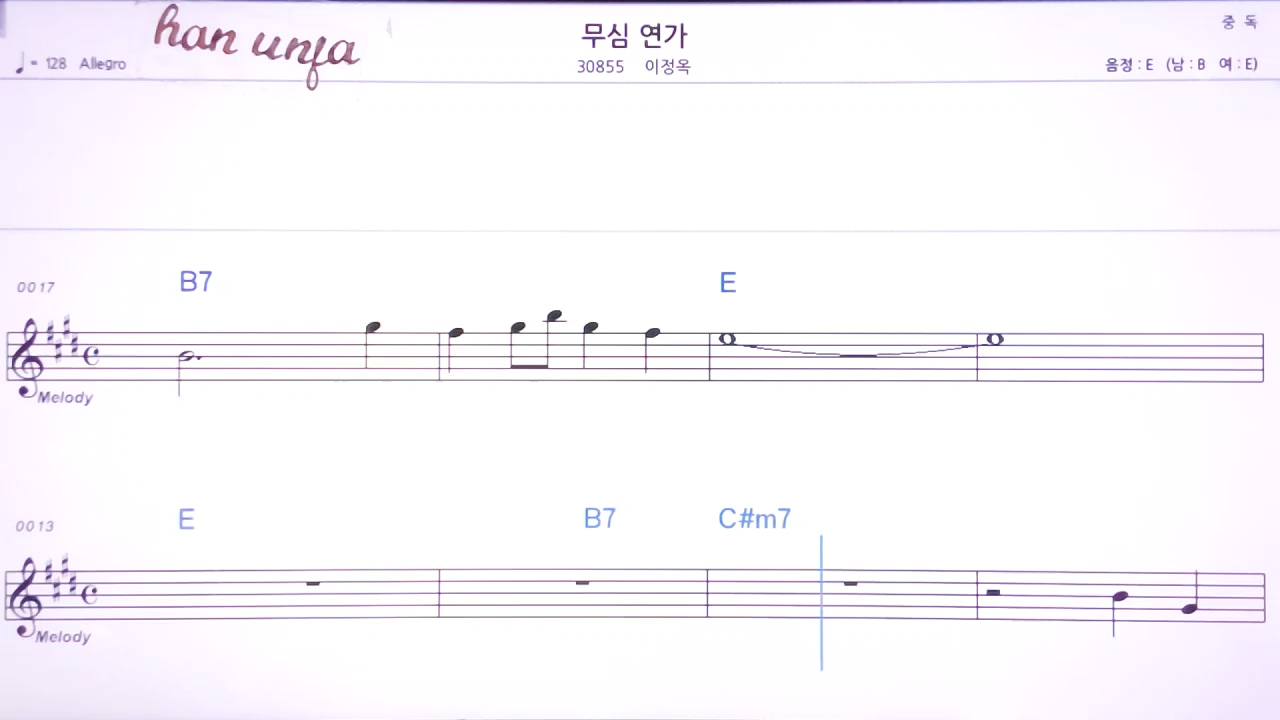 han unja
무심 연가
중 독
♩= 128 Allegro
30855 이정옥
음정 : E (남 : B 여 : E)
0017
B7
E
Melody
0013
E
B7
C#m7
Melody